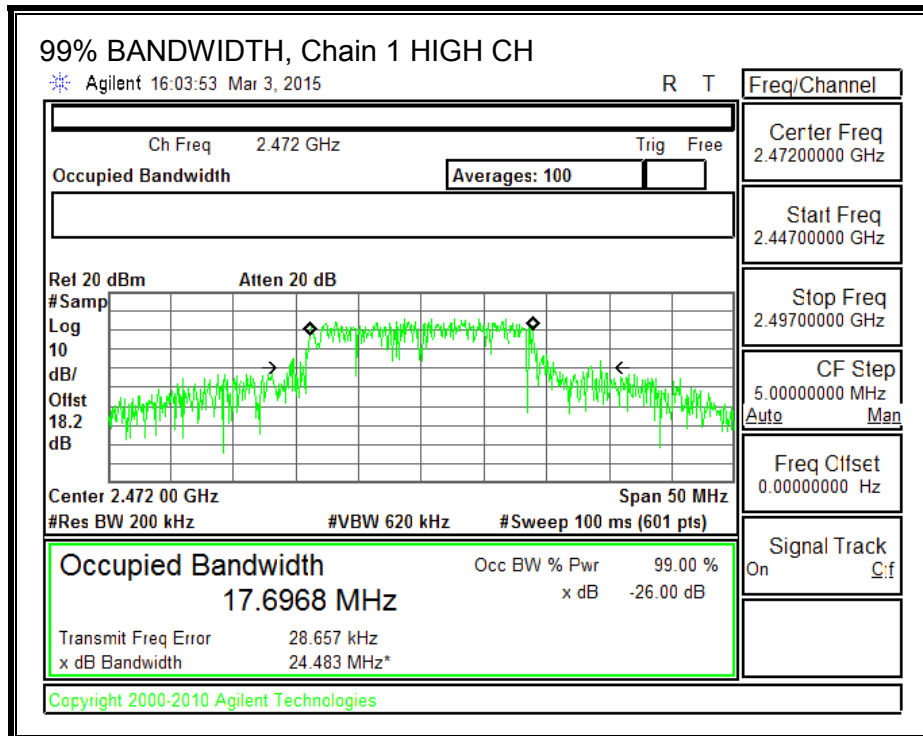 99% BANDWIDTH, Chain 1 HIGH CH
Agilent 16:03:53 Mar 3, 2015 R T
Freq/Channel
Ch Freq 2.472 GHz Trig Free
Occupied Bandwidth Averages: 100
Center Freq
2.47200000 GHz
Start Freq
2.44700000 GHz
Stop Freq
2.49700000 GHz
CF Step
5.00000000 MHz
Auto Man
Freq Offset
0.00000000 Hz
Signal Track
On Off
Ref 20 dBm Atten 20 dB
#Samp
Log
10
dB/
Offst
18.2
dB
Center 2.472 00 GHz Span 50 MHz
#Res BW 200 kHz #VBW 620 kHz #Sweep 100 ms (601 pts)
Occupied Bandwidth
17.6968 MHz
Occ BW % Pwr 99.00 %
x dB -26.00 dB
Transmit Freq Error 28.657 kHz
x dB Bandwidth 24.483 MHz*
Copyright 2000-2010 Agilent Technologies